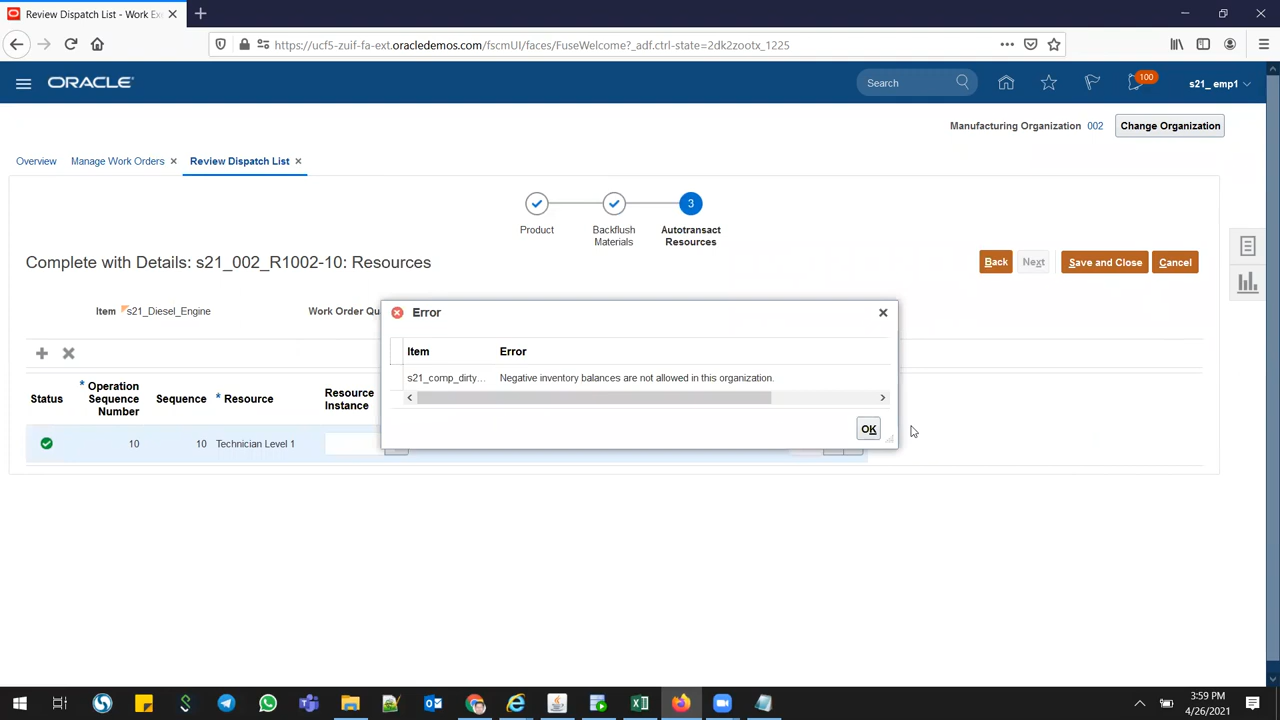 Review Dispatch List - Work Exe
https://ucf5-zuif-fa-ext.oracledemos.com/fscmUI/faces/FuseWelcome?_adf.ctrl-state=2dk2zootx_1225
ORACLE
Search
100
s21_ emp1
Manufacturing Organization 002
Change Organization
Overview
Manage Work Orders
Review Dispatch List
3
Product
Backflush
Materials
Autotransact
Resources
Complete with Details: s21_002_R1002-10: Resources
Back
Next
Save and Close
Cancel
Item s21_Diesel_Engine
Work Order Qu
Error
Item
Error
s21_comp_dirty...
Negative inventory balances are not allowed in this organization.
OK
Status
* Operation
Sequence
Number
Sequence
* Resource
Resource
Instance
10
10
Technician Level 1
3:59 PM
4/26/2021